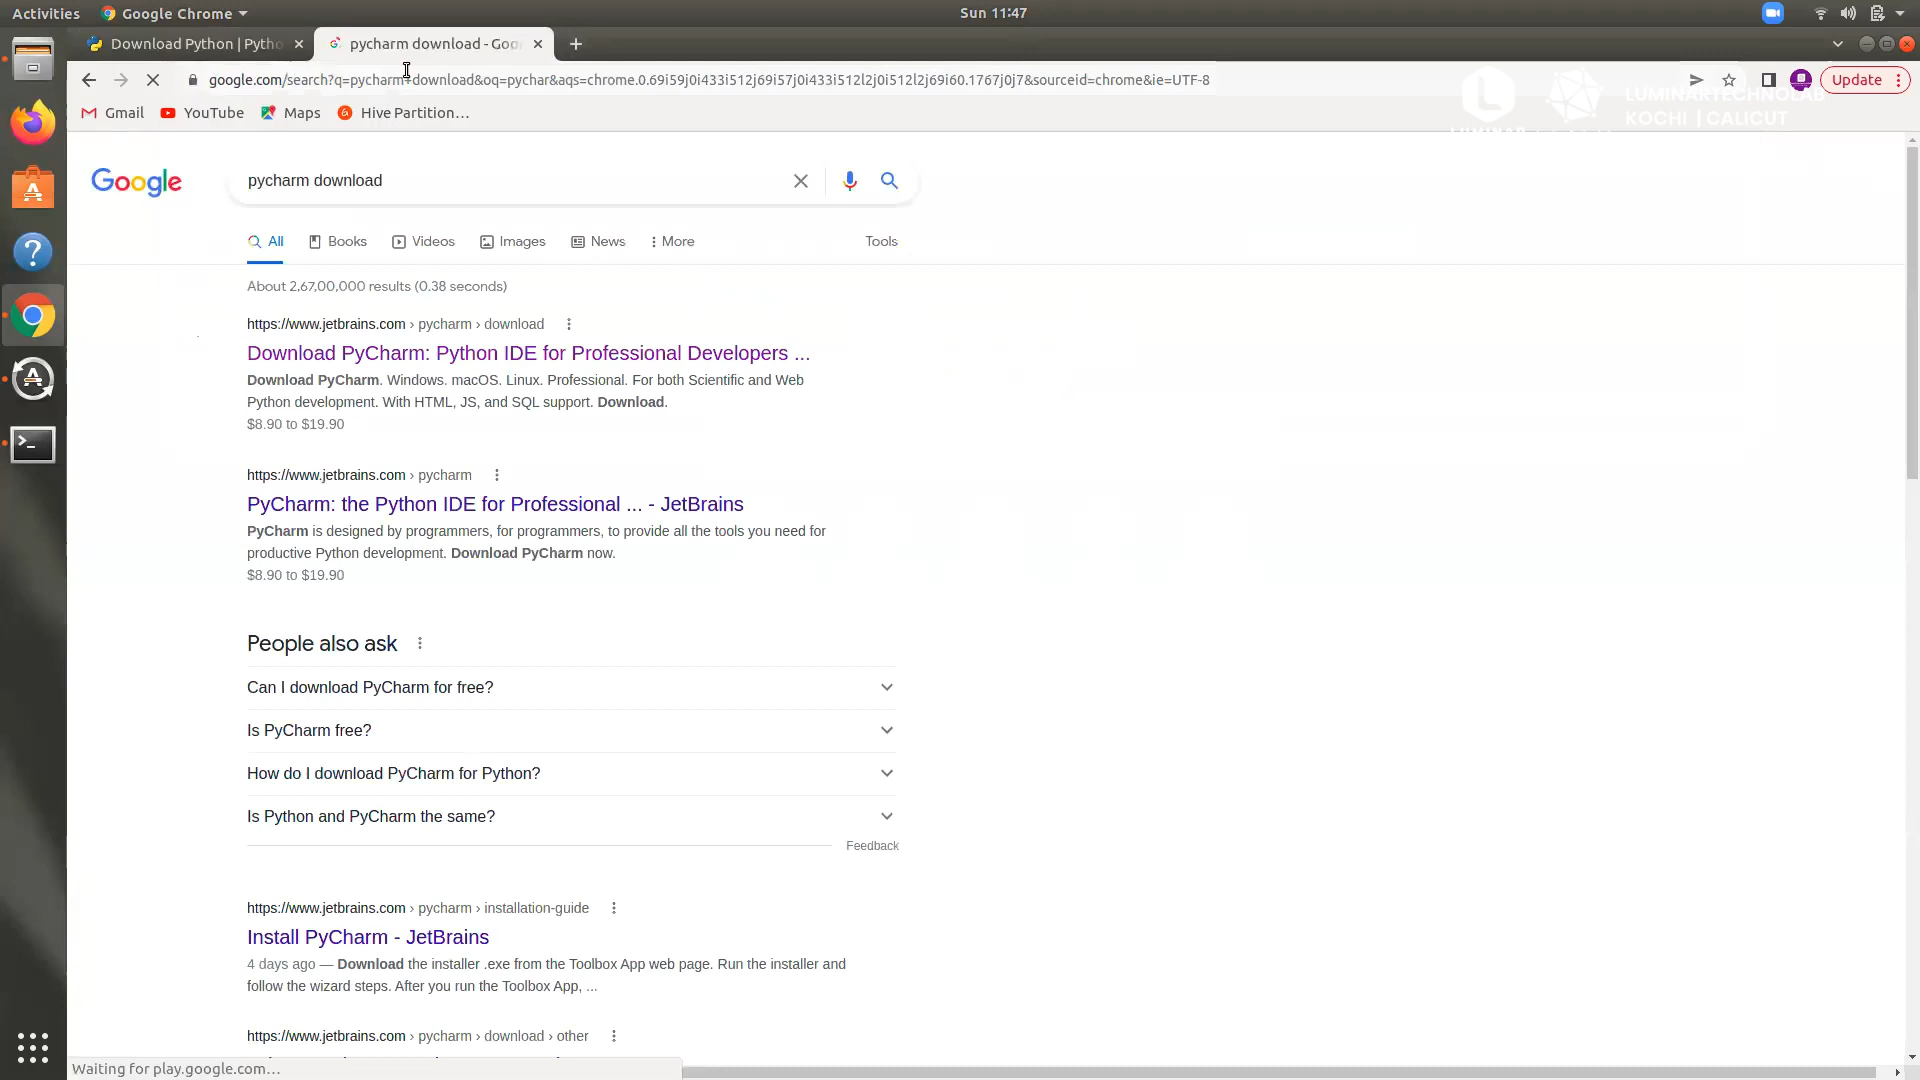 Activities Google Chrome Sun 11:47
Download Python | Pytho pycharm download - Goo
google.com/search?q=pycharm+download&oq=pychar&aqs=chrome.0.69i59j0i433i512j69i57j0i433i512l2j0i512l2j69i60.1767j0j7&sourceid=chrome&ie=UTF-8 Update
Gmail YouTube Maps Hive Partition…
LUMINARTECHNOLAB
KOCHI | CALICUT
Google pycharm download
All Books Videos Images News More Tools
About 2,67,00,000 results (0.38 seconds)
https://www.jetbrains.com › pycharm › download
Download PyCharm: Python IDE for Professional Developers ...
Download PyCharm. Windows. macOS. Linux. Professional. For both Scientific and Web
Python development. With HTML, JS, and SQL support. Download.
$8.90 to $19.90
https://www.jetbrains.com › pycharm
PyCharm: the Python IDE for Professional ... - JetBrains
PyCharm is designed by programmers, for programmers, to provide all the tools you need for
productive Python development. Download PyCharm now.
$8.90 to $19.90
People also ask
Can I download PyCharm for free?
Is PyCharm free?
How do I download PyCharm for Python?
Is Python and PyCharm the same?
Feedback
https://www.jetbrains.com › pycharm › installation-guide
Install PyCharm - JetBrains
4 days ago — Download the installer .exe from the Toolbox App web page. Run the installer and
follow the wizard steps. After you run the Toolbox App, ...
https://www.jetbrains.com › pycharm › download › other
Waiting for play.google.com...